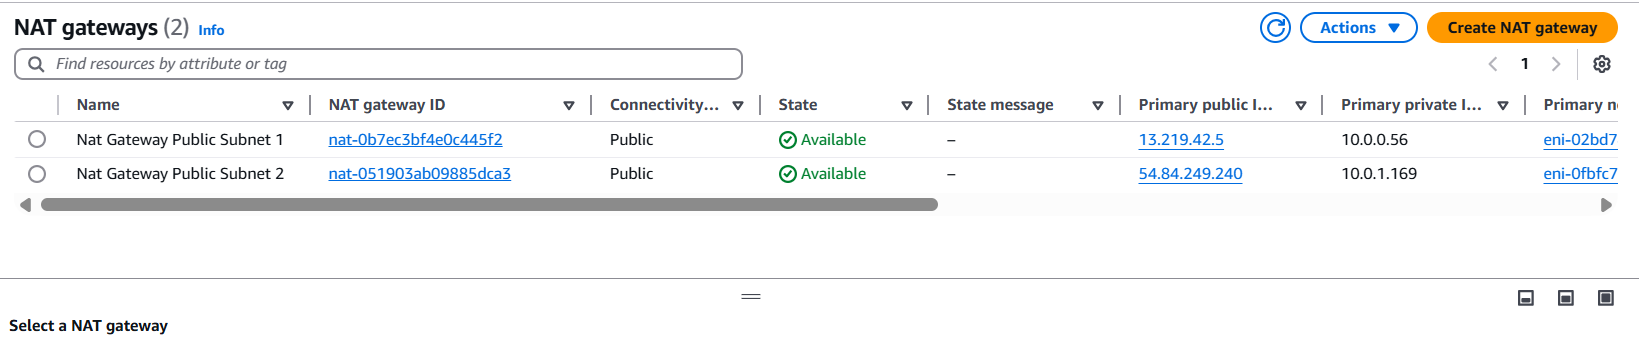 NAT gateways (2) Info
Actions
Create NAT gateway
Find resources by attribute or tag
1
Name NAT gateway ID Connectivity... State State message Primary public I... Primary private I... Primary n
Nat Gateway Public Subnet 1 nat-0b7ec3bf4e0c445f2 Public Available – 13.219.42.5 10.0.0.56 eni-02bd7
Nat Gateway Public Subnet 2 nat-051903ab09885dca3 Public Available – 54.84.249.240 10.0.1.169 eni-0fbfc7
Select a NAT gateway